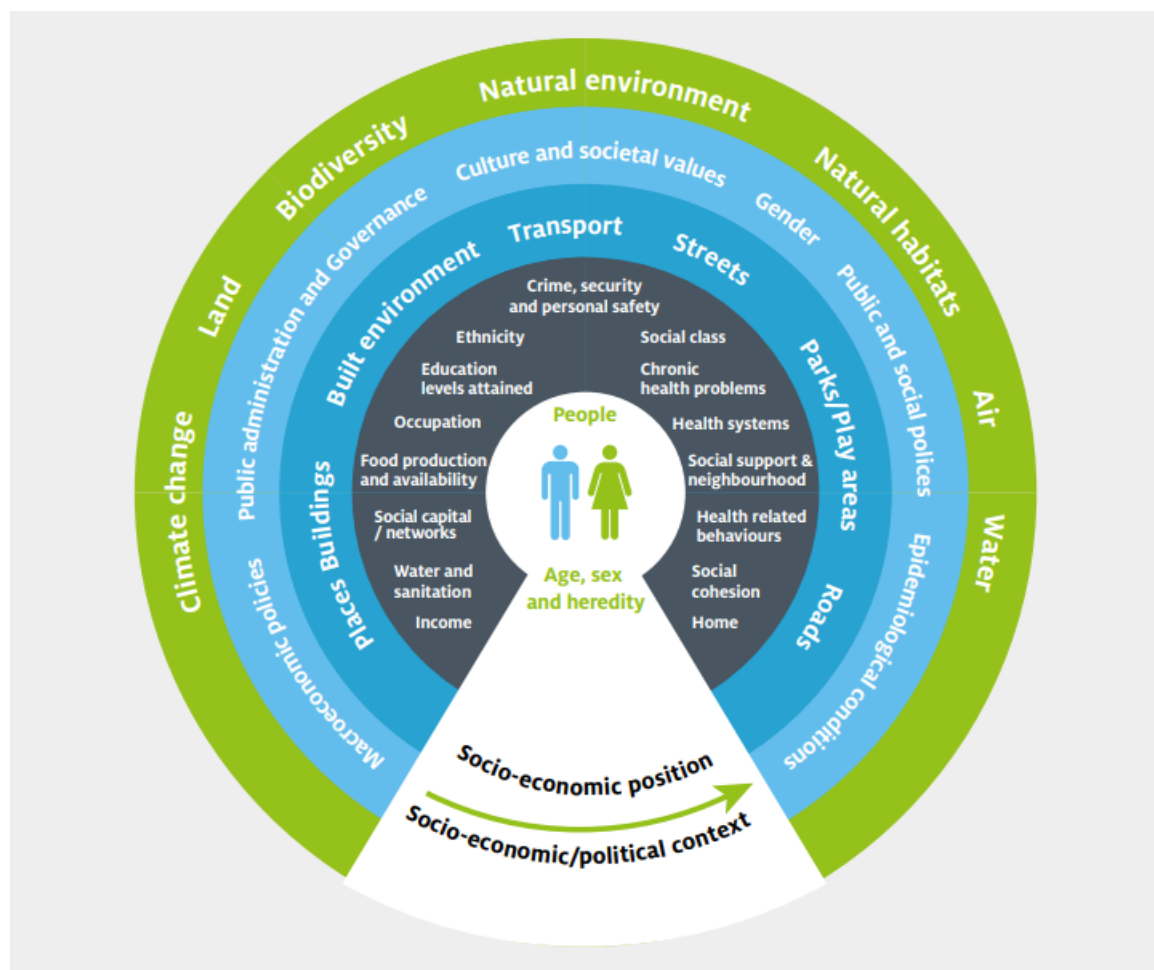 Natural environment
Biodiversity
Natural habitats
Land
Air
Climate change
Water
Culture and societal values
Gender
Public administration and Governance
Public and social polices
Macroeconomic policies
Epidemiological conditions
Transport
Streets
Built environment
Parks/Play areas
Buildings
Places
Roads
Crime, security
and personal safety
Ethnicity
Social class
Education
levels attained
Chronic
health problems
Occupation
Health systems
Food production
and availability
Social support &
neighbourhood
Social capital
/ networks
Health related
behaviours
Water and
sanitation
Social
cohesion
Income
Home
People
Age, sex
and heredity
Socio-economic position
Socio-economic/political context